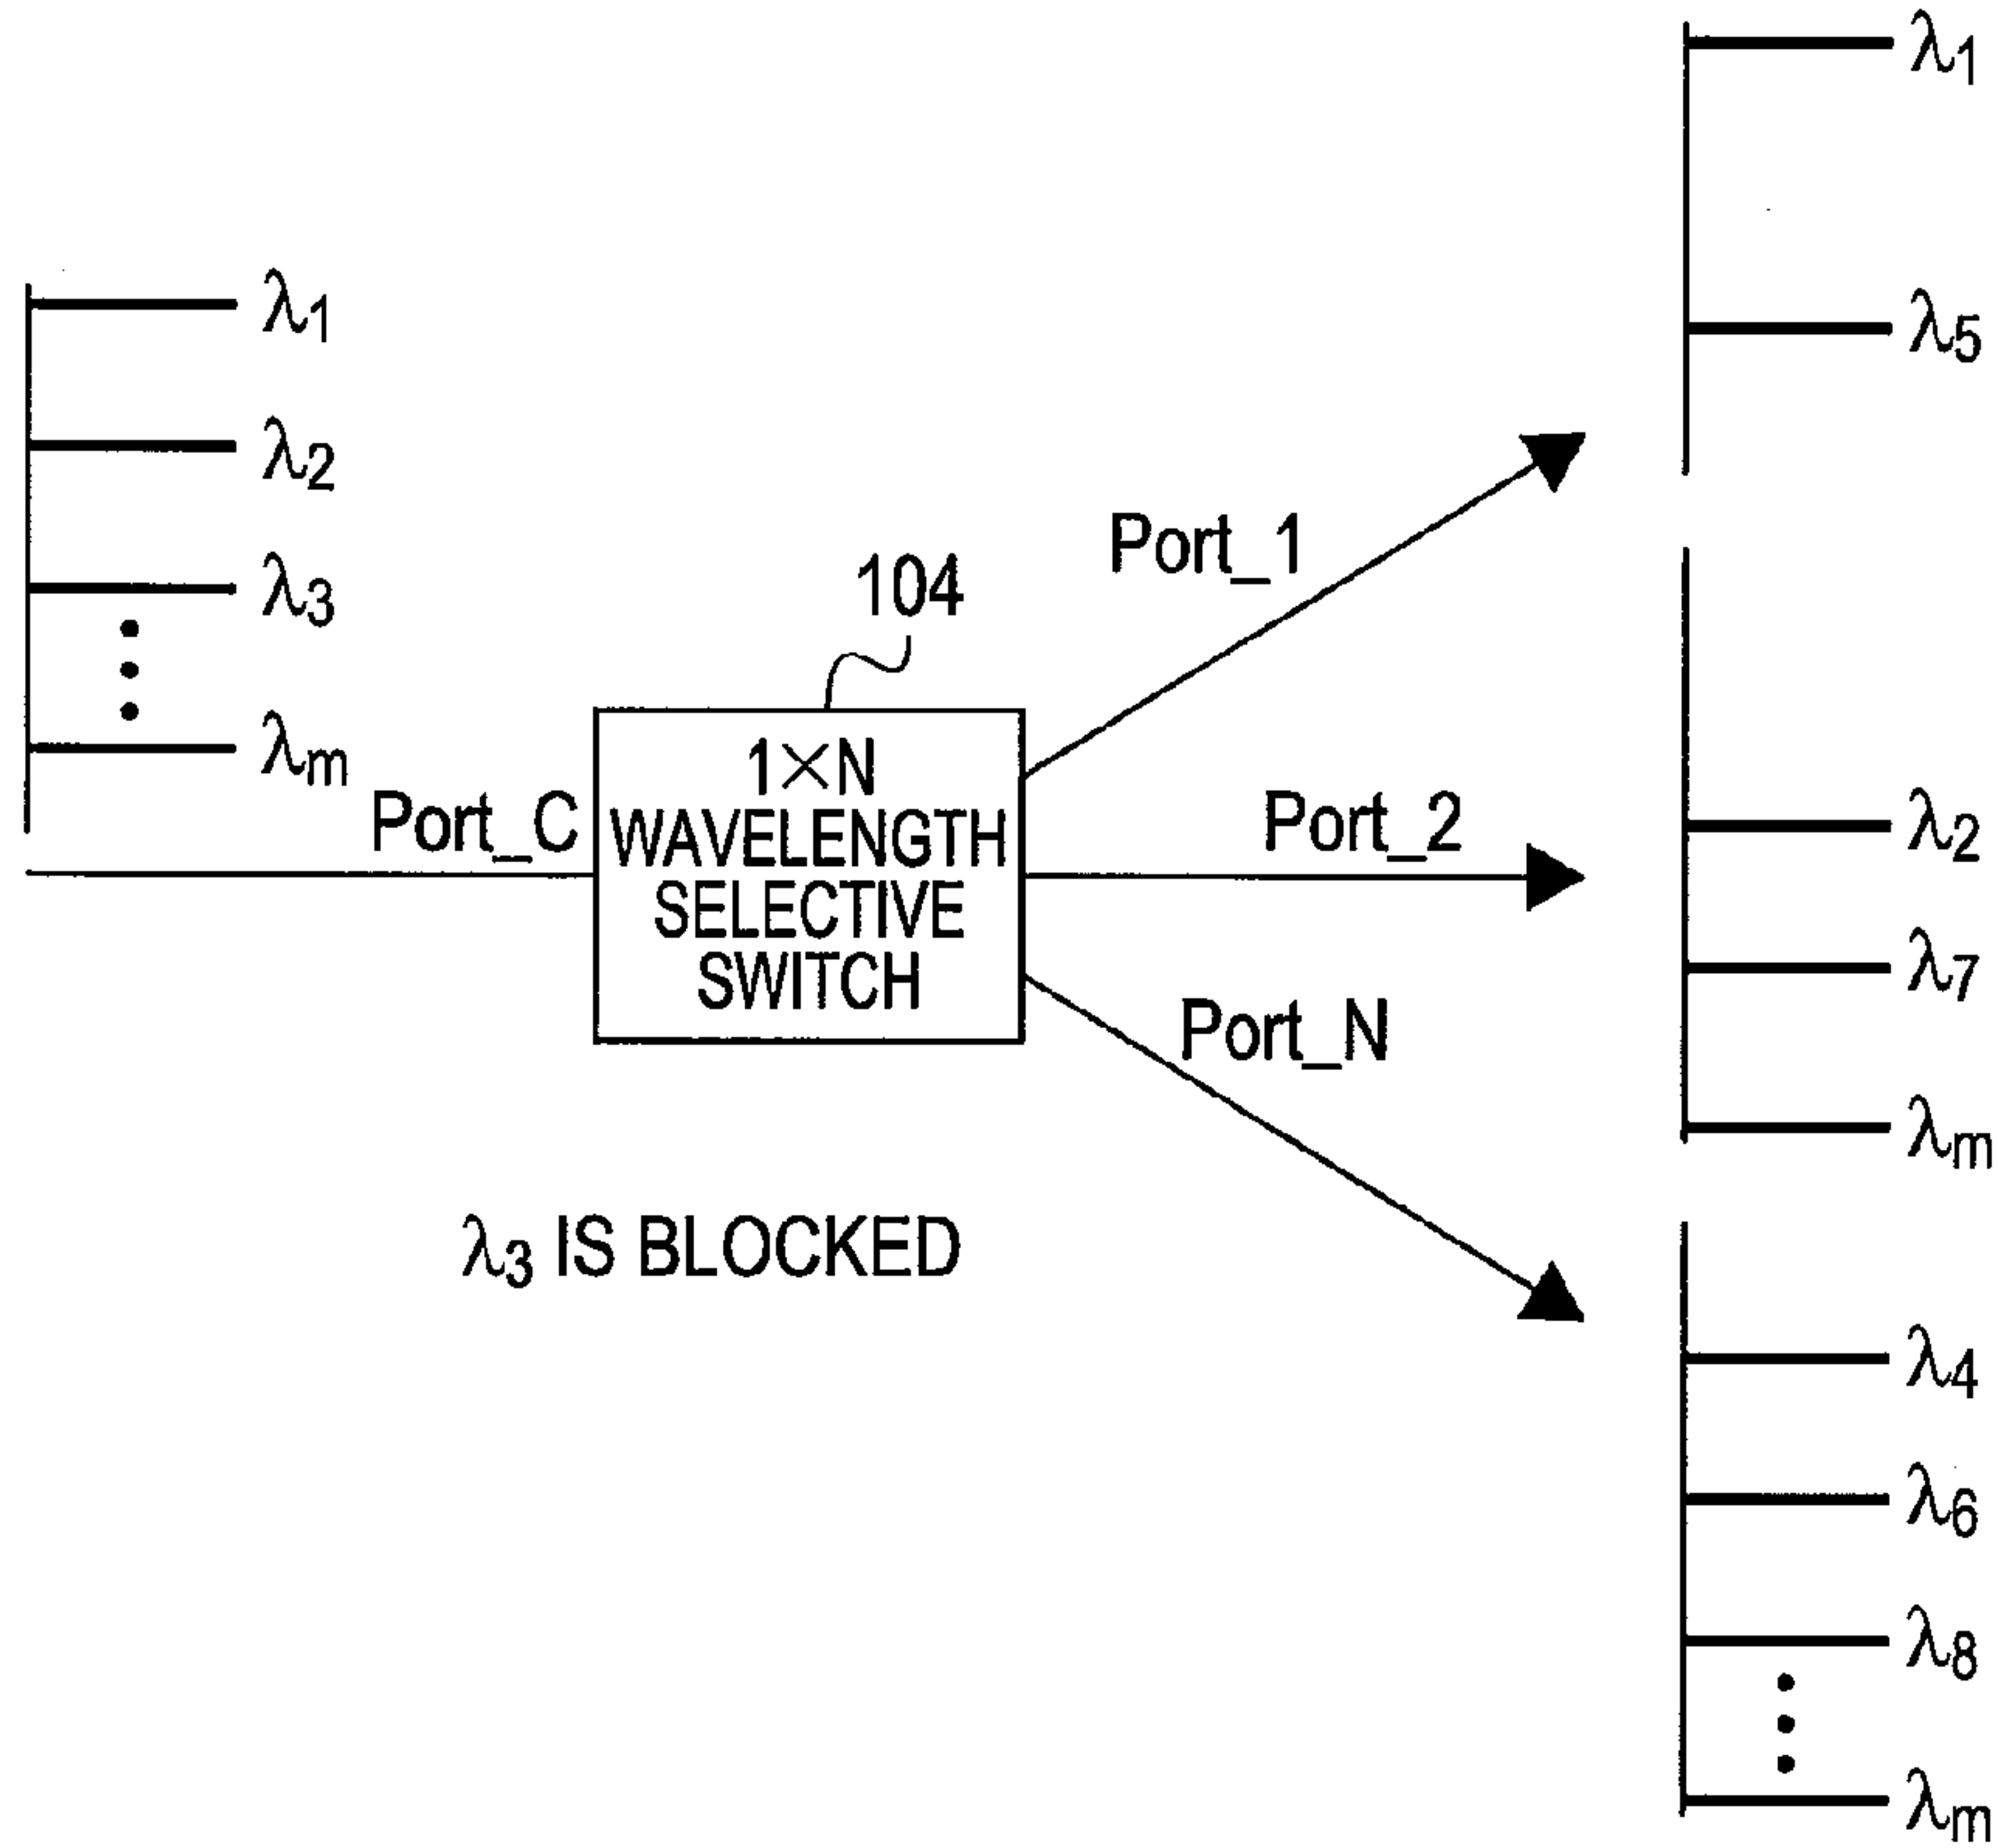 λ1
λ2
λ3
λm
Port_C
104
1×N
WAVELENGTH
SELECTIVE
SWITCH
λ3 IS BLOCKED
Port_1
Port_2
Port_N
λ1
λ5
λ2
λ7
λm
λ4
λ6
λ8
λm